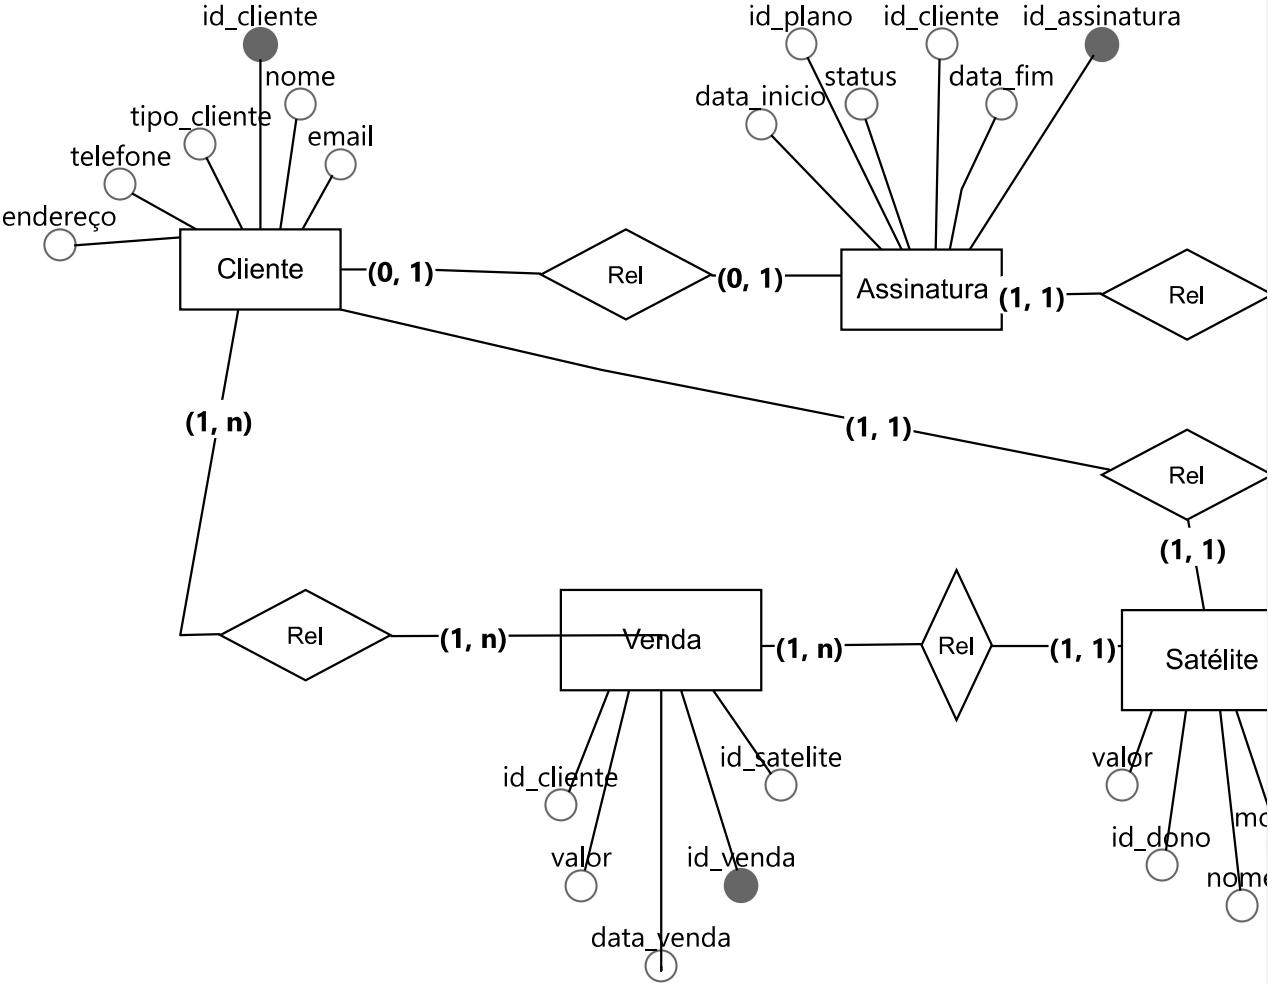 id_cliente
nome
tipo_cliente
email
telefone
endereço
Cliente
(0, 1)
Rel
(0, 1)
id_plano
id_cliente
id_assinatura
status
data_fim
data_inicio
Assinatura
(1, 1)
Rel
(1, n)
(1, 1)
Rel
(1, 1)
Rel
(1, n)
Venda
(1, n)
Rel
(1, 1)
Satélite
id_cliente
id_satelite
valor
id_venda
data_venda
valor
id_dono
mo
nome